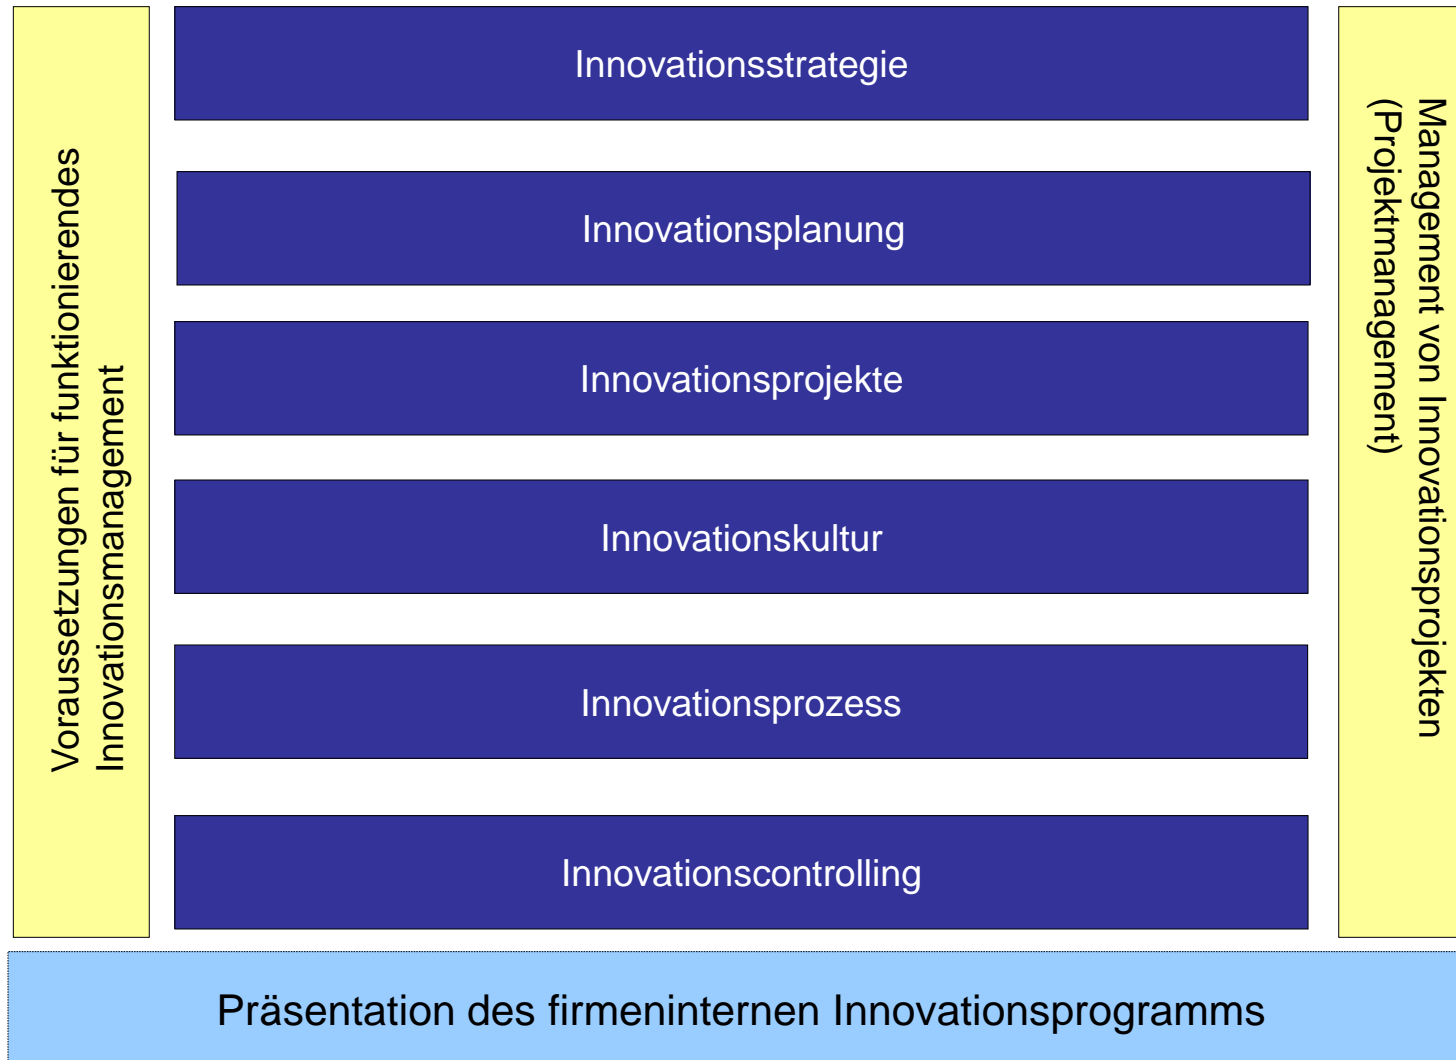 Voraussetzungen für funktionierendes
Innovationsmanagement
Innovationsstrategie
Innovationsplanung
Innovationsprojekte
Innovationskultur
Innovationsprozess
Innovationscontrolling
Management von Innovationsprojekten
(Projektmanagement)
Präsentation des firmeninternen Innovationsprogramms